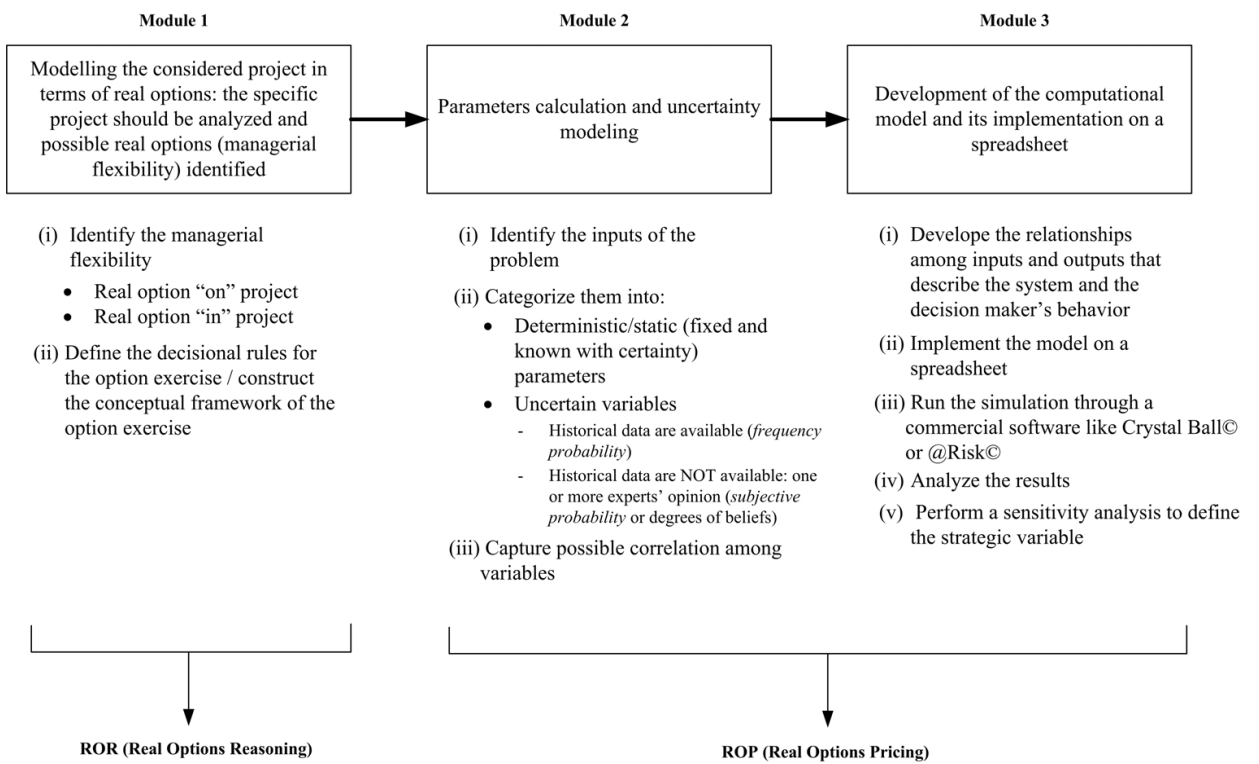 Module 1
Modelling the considered project in
terms of real options: the specific
project should be analyzed and
possible real options (managerial
flexibility) identified
(i) Identify the managerial
flexibility
• Real option “on” project
• Real option “in” project
(ii) Define the decisional rules for
the option exercise / construct
the conceptual framework of the
option exercise
ROR (Real Options Reasoning)
Module 2
Parameters calculation and uncertainty
modeling
(i) Identify the inputs of the
problem
(ii) Categorize them into:
• Deterministic/static (fixed and
known with certainty)
parameters
• Uncertain variables
- Historical data are available (frequency
probability)
- Historical data are NOT available: one
or more experts’ opinion (subjective
probability or degrees of beliefs)
(iii) Capture possible correlation among
variables
Module 3
Development of the computational
model and its implementation on a
spreadsheet
(i) Develope the relationships
among inputs and outputs that
describe the system and the
decision maker’s behavior
(ii) Implement the model on a
spreadsheet
(iii) Run the simulation through a
commercial software like Crystal Ball©
or @Risk©
(iv) Analyze the results
(v) Perform a sensitivity analysis to define
the strategic variable
ROP (Real Options Pricing)